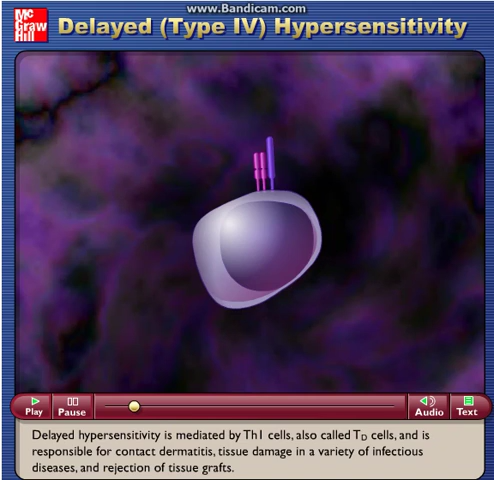 www.Bandicam.com
Mc
Graw
Hill
Delayed (Type IV) Hypersensitivity
Play
Pause
Audio
Text
Delayed hypersensitivity is mediated by Th1 cells, also called TD cells, and is
responsible for contact dermatitis, tissue damage in a variety of infectious
diseases, and rejection of tissue grafts.